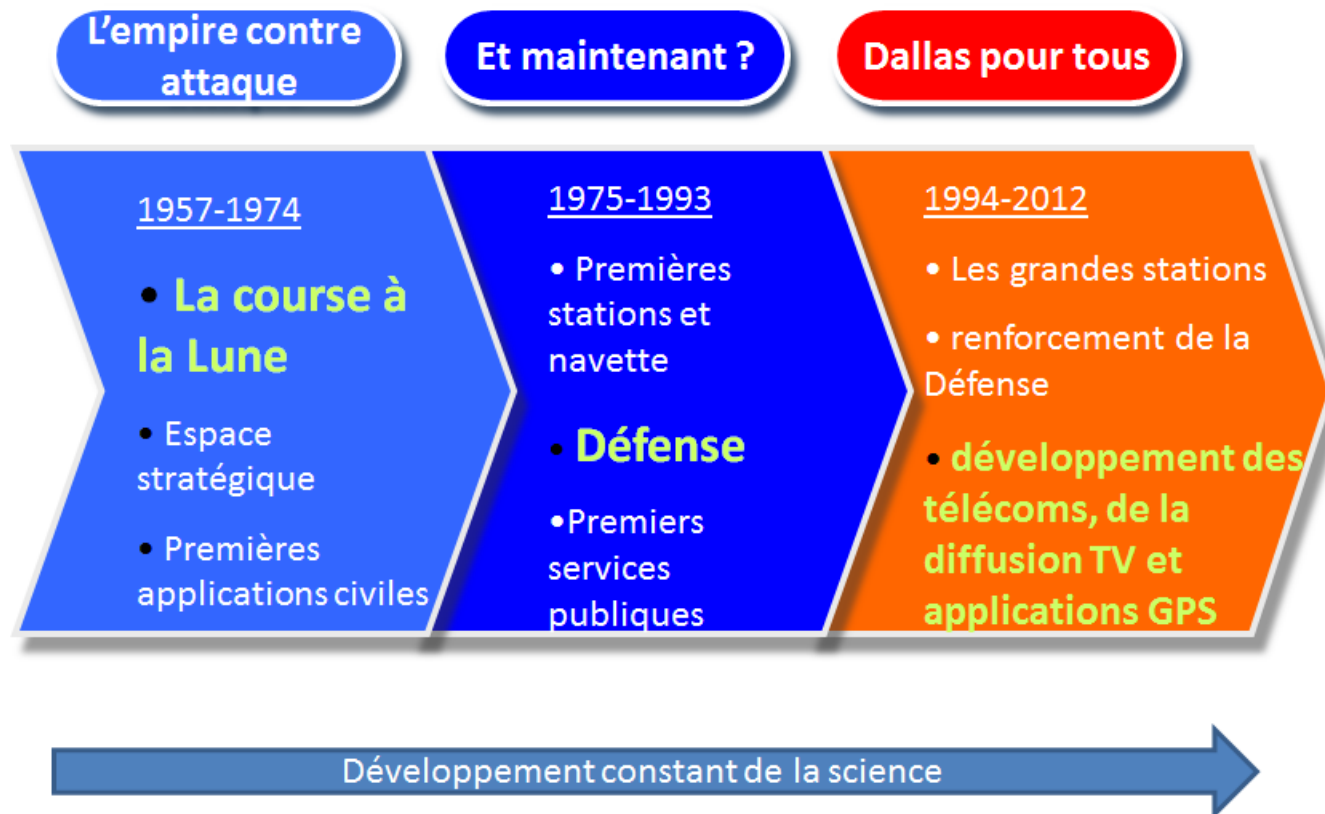 L'empire contre
attaque
Et maintenant ?
Dallas pour tous
1957-1974
• La course à
la Lune
• Espace
stratégique
• Premières
applications civiles
1975-1993
• Premières
stations et
navette
• Défense
•Premiers
services
publiques
1994-2012
• Les grandes stations
• renforcement de la
Défense
• développement des
télécoms, de la
diffusion TV et
applications GPS
Développement constant de la science